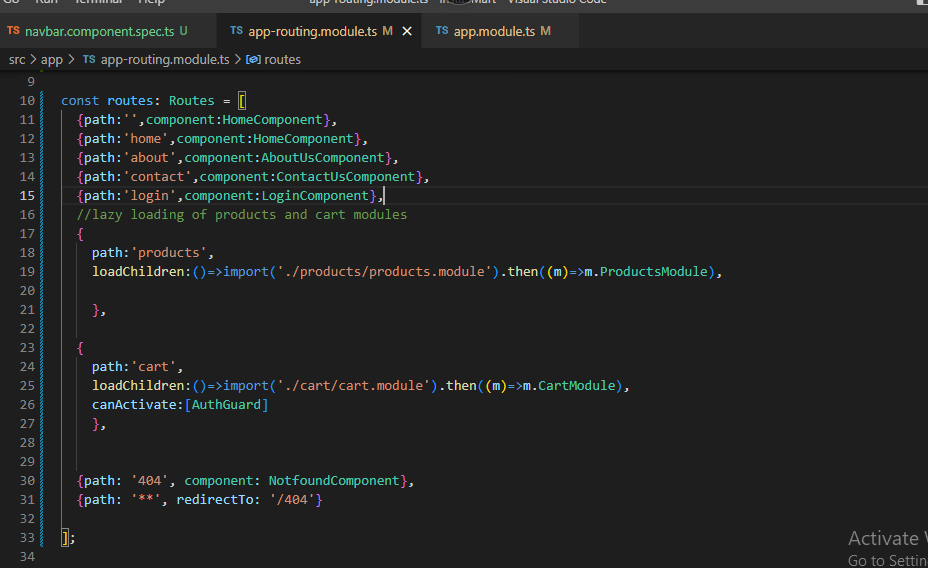 Go Run Terminal Help app-routing.module.ts - Mart - Visual Studio Code
TS navbar.component.spec.ts U TS app-routing.module.ts M × TS app.module.ts M
src > app > TS app-routing.module.ts > routes
9
10 const routes: Routes = [
11 {path:'',component:HomeComponent},
12 {path:'home',component:HomeComponent},
13 {path:'about',component:AboutUsComponent},
14 {path:'contact',component:ContactUsComponent},
15 {path:'login',component:LoginComponent},
16 //lazy loading of products and cart modules
17 {
18 path:'products',
19 loadChildren:()=>import('./products/products.module').then((m)=>m.ProductsModule),
20
21 },
22
23 {
24 path:'cart',
25 loadChildren:()=>import('./cart/cart.module').then((m)=>m.CartModule),
26 canActivate:[AuthGuard]
27 },
28
29
30 {path: '404', component: NotfoundComponent},
31 {path: '**', redirectTo: '/404'}
32
33 ];
34
Activate
Go to Settin